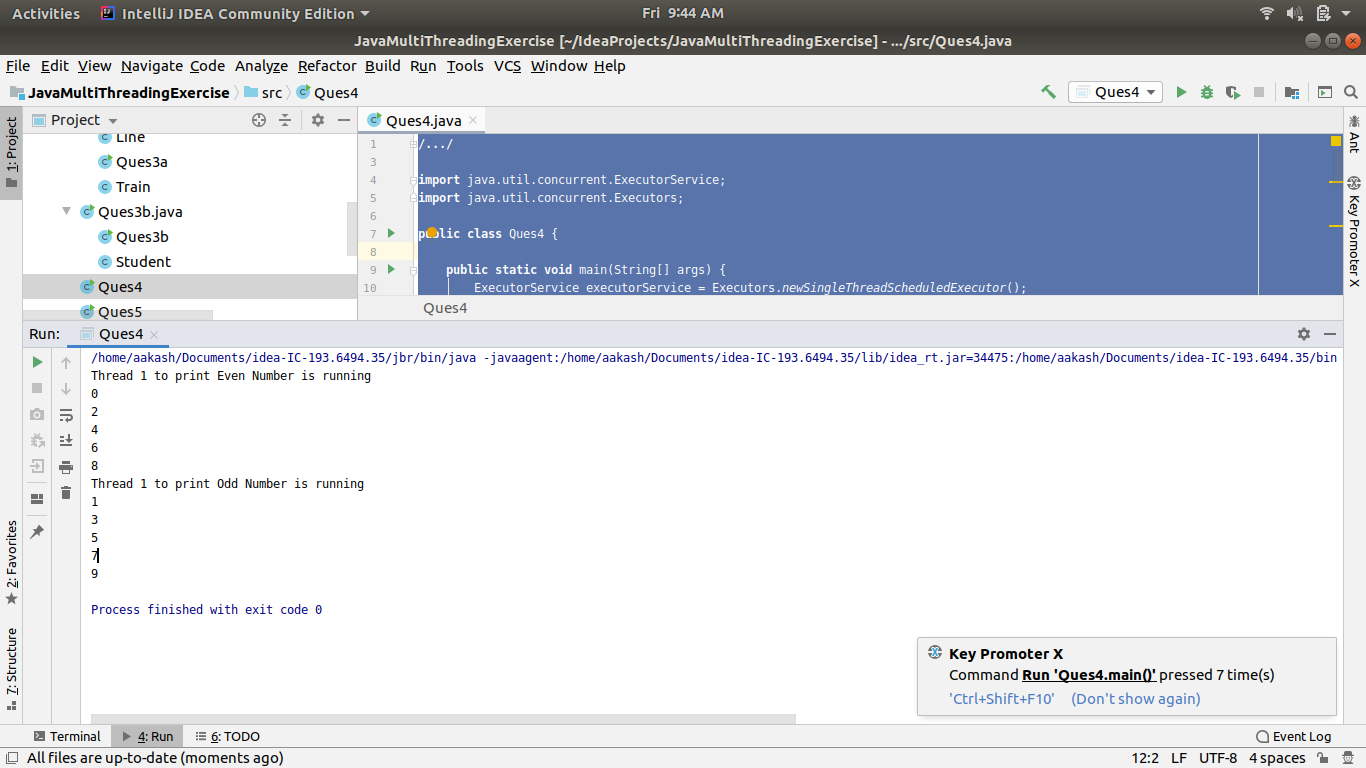 Activities IntelliJ IDEA Community Edition Fri 9:44 AM
JavaMultiThreadingExercise [~/IdeaProjects/JavaMultiThreadingExercise] - .../src/Ques4.java
File Edit View Navigate Code Analyze Refactor Build Run Tools VCS Window Help
JavaMultiThreadingExercise src Ques4 Ques4
1: Project
Project
Line
Ques3a
Train
Ques3b.java
Ques3b
Student
Ques4
Ques5
Ques4.java
1 /.../
3
4 import java.util.concurrent.ExecutorService;
5 import java.util.concurrent.Executors;
6
7 public class Ques4 {
8
9 public static void main(String[] args) {
10 ExecutorService executorService = Executors.newSingleThreadScheduledExecutor();
Ques4
Ant
Key Promoter X
Run: Ques4
/home/aakash/Documents/idea-IC-193.6494.35/jbr/bin/java -javaagent:/home/aakash/Documents/idea-IC-193.6494.35/lib/idea_rt.jar=34475:/home/aakash/Documents/idea-IC-193.6494.35/bin
Thread 1 to print Even Number is running
0
2
4
6
8
Thread 1 to print Odd Number is running
1
3
5
7
9
Process finished with exit code 0
2: Favorites
7: Structure
Key Promoter X
Command Run 'Ques4.main()' pressed 7 time(s)
'Ctrl+Shift+F10' (Don't show again)
Terminal 4: Run 6: TODO Event Log
All files are up-to-date (moments ago) 12:2 LF UTF-8 4 spaces